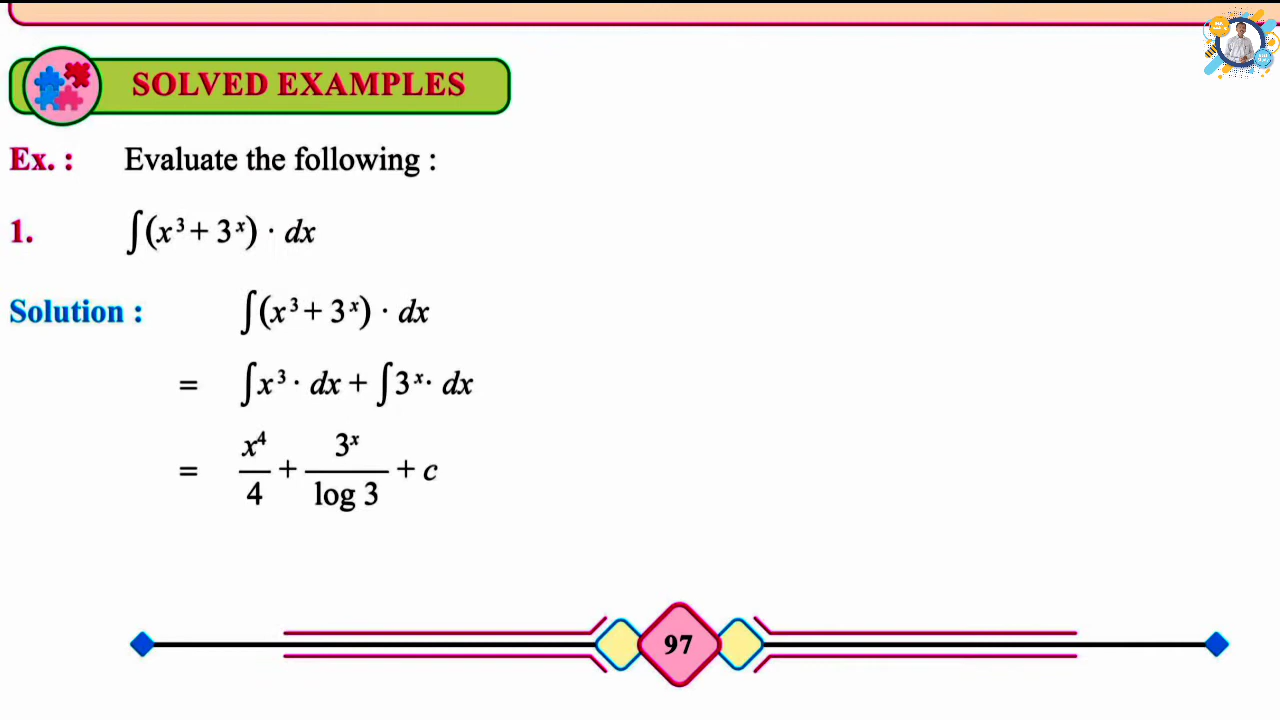 SOLVED EXAMPLES
Ex. : Evaluate the following :
1. ∫(x³ + 3ˣ) · dx
Solution : ∫(x³ + 3ˣ) · dx
= ∫x³ · dx + ∫3ˣ · dx
= x⁴/4 + 3ˣ/log 3 + c
97